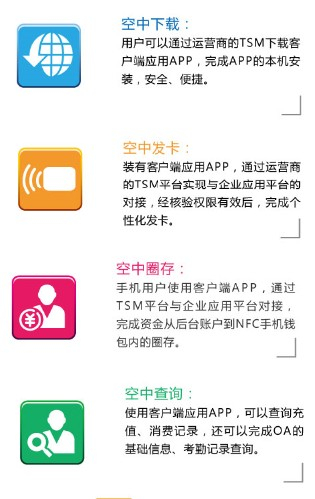 空中下载：
用户可以通过运营商的TSM下载客
户端应用APP，完成APP的本机安
装，安全、便捷。
空中发卡：
装有客户端应用APP，通过运营商
的TSM平台实现与企业应用平台的
对接，经核验权限有效后，完成个
性化发卡。
空中圈存：
手机用户使用客户端APP，通过
TSM平台与企业应用平台对接，
完成资金从后台账户到NFC手机钱
包内的圈存。
¥
空中查询：
使用客户端应用APP，可以查询充
值、消费记录，还可以完成OA的
基础信息、考勤记录查询。